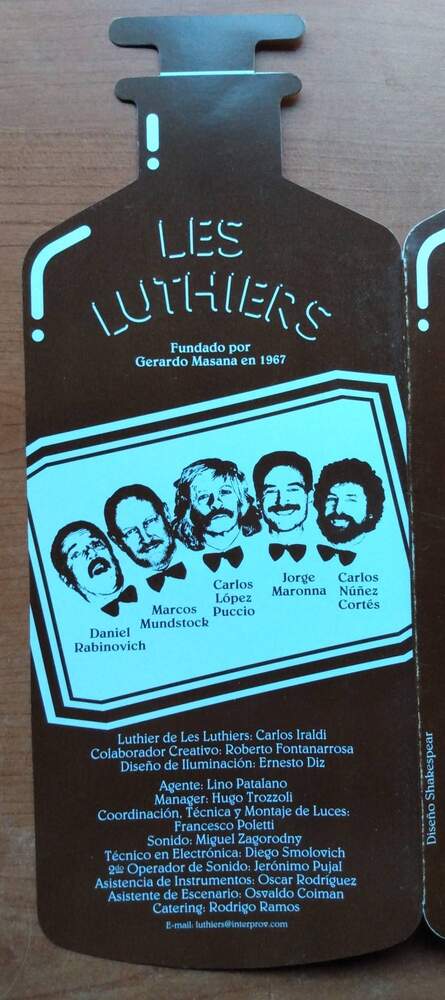 LES
LUTHIERS
Fundado por
Gerardo Masana en 1967
Daniel
Rabinovich
Marcos
Mundstock
Carlos
López
Puccio
Jorge
Maronna
Carlos
Núñez
Cortés
Luthier de Les Luthiers: Carlos Iraldi
Colaborador Creativo: Roberto Fontanarrosa
Diseño de Iluminación: Ernesto Diz
Agente: Lino Patalano
Manager: Hugo Trozzoli
Coordinación, Técnica y Montaje de Luces:
Francesco Poletti
Sonido: Miguel Zagorodny
Técnico en Electrónica: Diego Smolovich
2do Operador de Sonido: Jerónimo Pujal
Asistencia de Instrumentos: Oscar Rodríguez
Asistente de Escenario: Osvaldo Coiman
Catering: Rodrigo Ramos
E-mail: luthiers@interprov.com
Diseño Shakespear